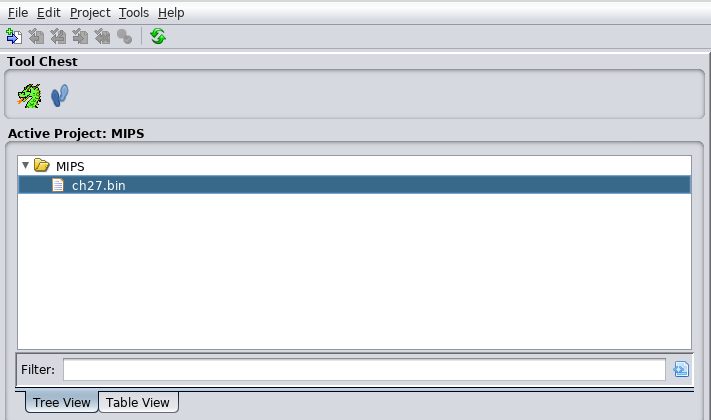 File Edit Project Tools Help
Tool Chest
Active Project: MIPS
MIPS
ch27.bin
Filter:
Tree View Table View